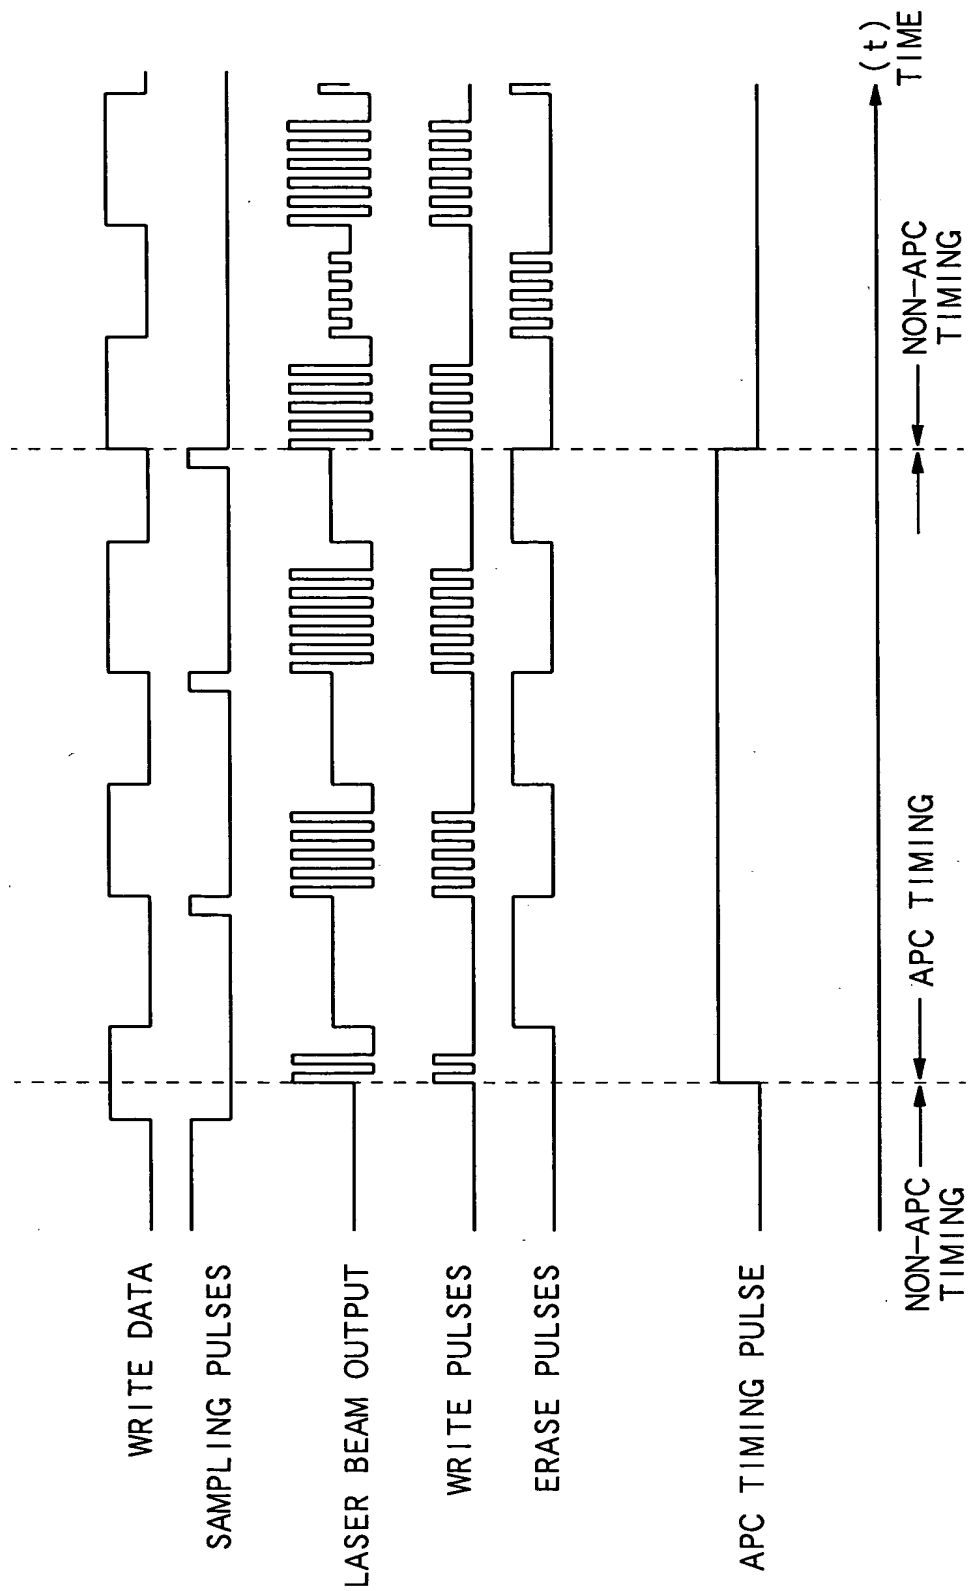 WRITE DATA
SAMPLING PULSES
LASER BEAM OUTPUT
WRITE PULSES
ERASE PULSES
APC TIMING PULSE
NON-APC
TIMING
APC TIMING
NON-APC
TIMING
(t)
TIME